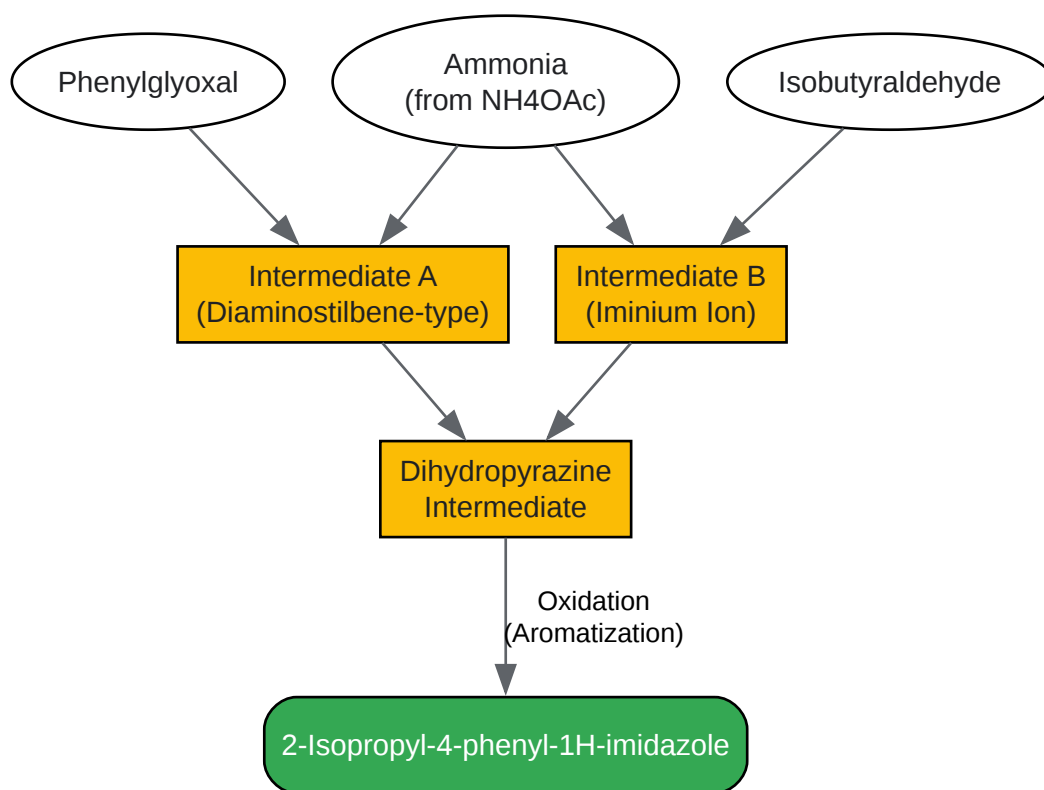 Phenylglyoxal
Ammonia
(from NH4OAc)
Isobutyraldehyde
Intermediate A
(Diaminostilbene-type)
Intermediate B
(Iminium Ion)
Dihydropyrazine
Intermediate
Oxidation
(Aromatization)
2-Isopropyl-4-phenyl-1H-imidazole